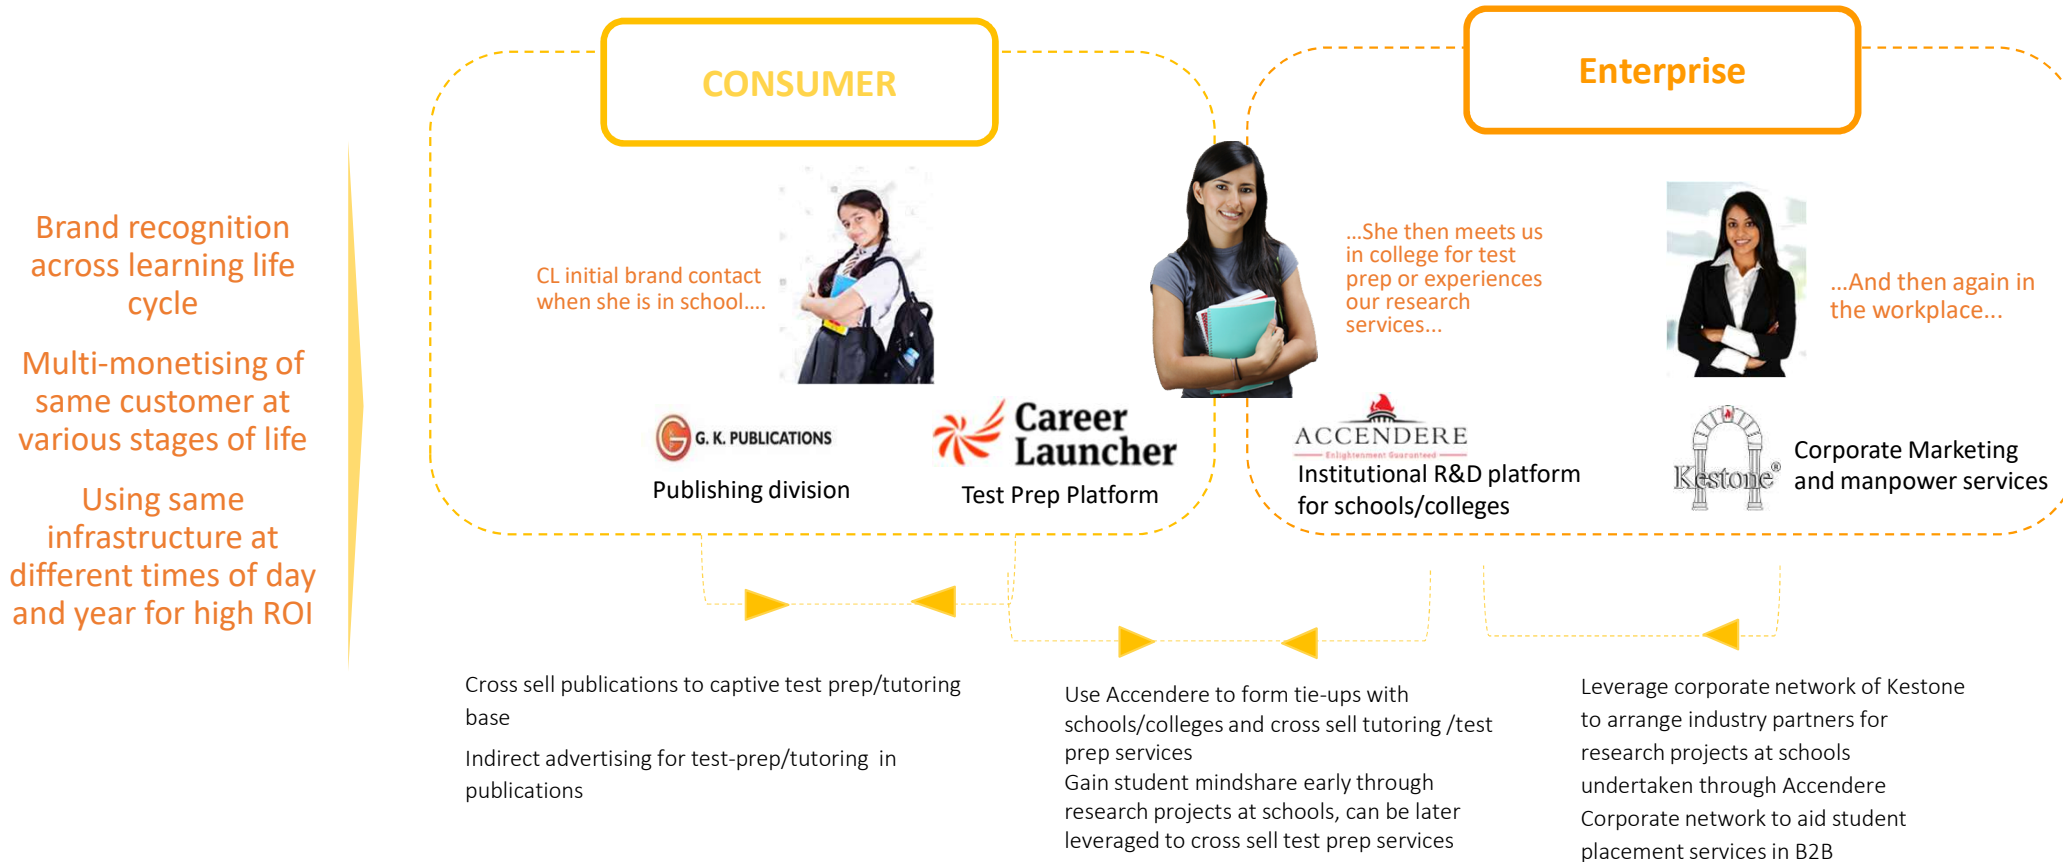 CONSUMER
Enterprise
Brand recognition
across learning life
cycle
Multi-monetising of
same customer at
various stages of life
Using same
infrastructure at
different times of day
and year for high ROI
CL initial brand contact
when she is in school....
...She then meets us
in college for test
prep or experiences
our research
services...
...And then again in
the workplace...
G. K. PUBLICATIONS
Publishing division
Career
Launcher
Test Prep Platform
ACCENDERE
Enlightenment Guaranteed
Institutional R&D platform
for schools/colleges
Kestone®
Corporate Marketing
and manpower services
Cross sell publications to captive test prep/tutoring
base
Indirect advertising for test-prep/tutoring in
publications
Use Accendere to form tie-ups with
schools/colleges and cross sell tutoring /test
prep services
Gain student mindshare early through
research projects at schools, can be later
leveraged to cross sell test prep services
Leverage corporate network of Kestone
to arrange industry partners for
research projects at schools
undertaken through Accendere
Corporate network to aid student
placement services in B2B